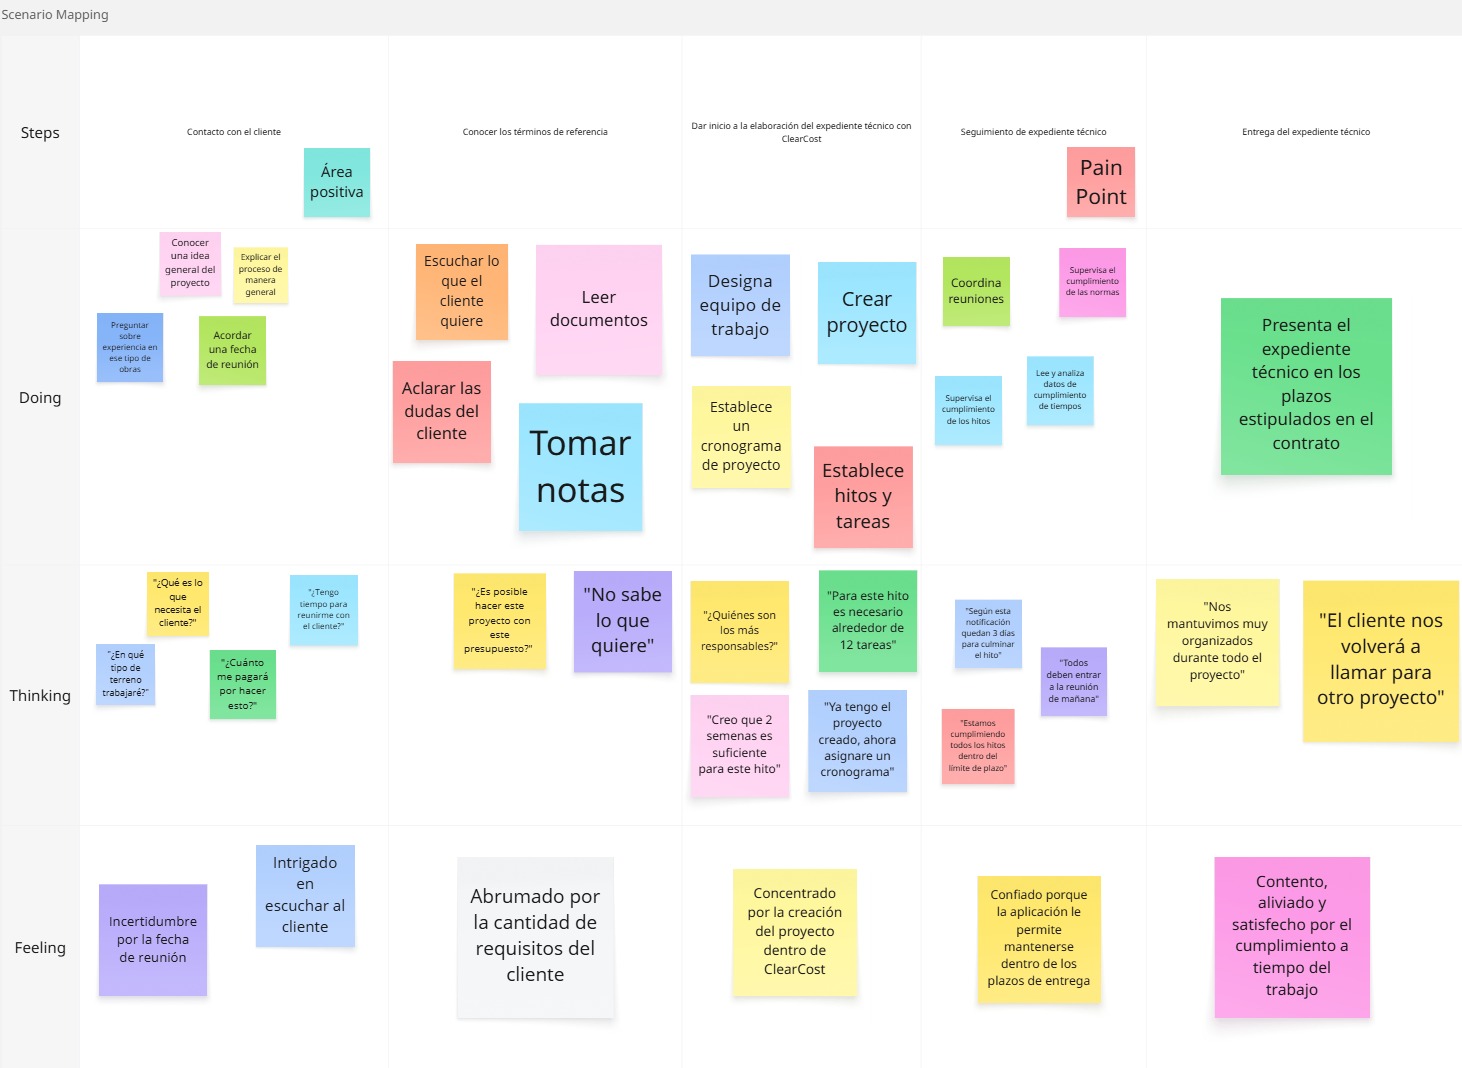 Scenario Mapping
Steps
Contacto con el cliente
Área
positiva
Conocer los términos de referencia
Dar inicio a la elaboración del expediente técnico con
ClearCost
Seguimiento de expediente técnico
Pain
Point
Entrega del expediente técnico
Doing
Conocer
una idea
general del
proyecto
Explicar el
proceso de
manera
general
Preguntar
sobre
experiencia en
ese tipo de
obras
Acordar
una fecha
de reunión
Escuchar lo
que el
cliente
quiere
Leer
documentos
Aclarar las
dudas del
cliente
Tomar
notas
Designa
equipo de
trabajo
Crear
proyecto
Establece
un
cronograma
de proyecto
Establece
hitos y
tareas
Coordina
reuniones
Supervisa el
cumplimiento
de las normas
Supervisa el
cumplimiento
de los hitos
Lee y analiza
datos de
cumplimiento
de tiempos
Presenta el
expediente
técnico en los
plazos
estipulados en el
contrato
Thinking
"¿Qué es lo
que
necesita el
cliente?"
"¿Tengo
tiempo para
reunirme con
el cliente?"
"¿En qué
tipo de
terreno
trabajaré?"
"¿Cuánto
me pagará
por hacer
esto?"
"¿Es posible
hacer este
proyecto con
este
presupuesto?"
"No sabe
lo que
quiere"
"¿Quiénes son
los más
responsables?"
"Para este hito
es necesario
alrededor de
12 tareas"
"Creo que 2
semanas es
suficiente
para este hito"
"Ya tengo el
proyecto
creado, ahora
asignare un
cronograma"
"Según esta
notificación
quedan 3 días
para culminar
el hito"
"Todos
deben entrar
a la reunión
de mañana"
"Estamos
cumplimiendo
todos los hitos
dentro del
límite de plazo"
"Nos
mantuvimos muy
organizados
durante todo el
proyecto"
"El cliente nos
volverá a
llamar para
otro proyecto"
Feeling
Incertidumbre
por la fecha
de reunión
Intrigado
en
escuchar al
cliente
Abrumado por
la cantidad de
requisitos del
cliente
Concentrado
por la creación
del proyecto
dentro de
ClearCost
Confiado porque
la aplicación le
permite
mantenerse
dentro de los
plazos de entrega
Contento,
aliviado y
satisfecho por el
cumplimiento a
tiempo del
trabajo